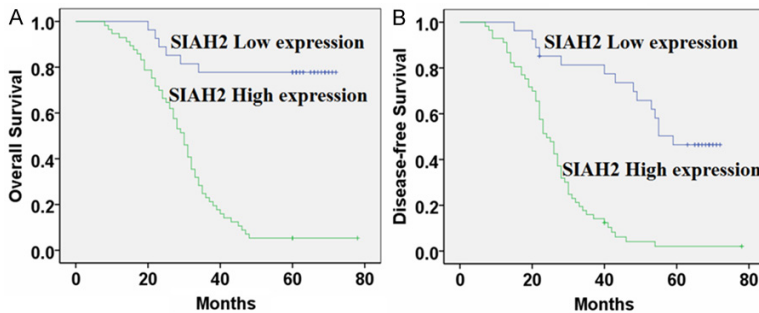 A
Overall Survival
1.0
0.8
0.6
0.4
0.2
0.0
SIAH2 Low expression
SIAH2 High expression
0 20 40 60 80
Months
B
Disease-free Survival
1.0
0.8
0.6
0.4
0.2
0.0
SIAH2 Low expression
SIAH2 High expression
0 20 40 60 80
Months